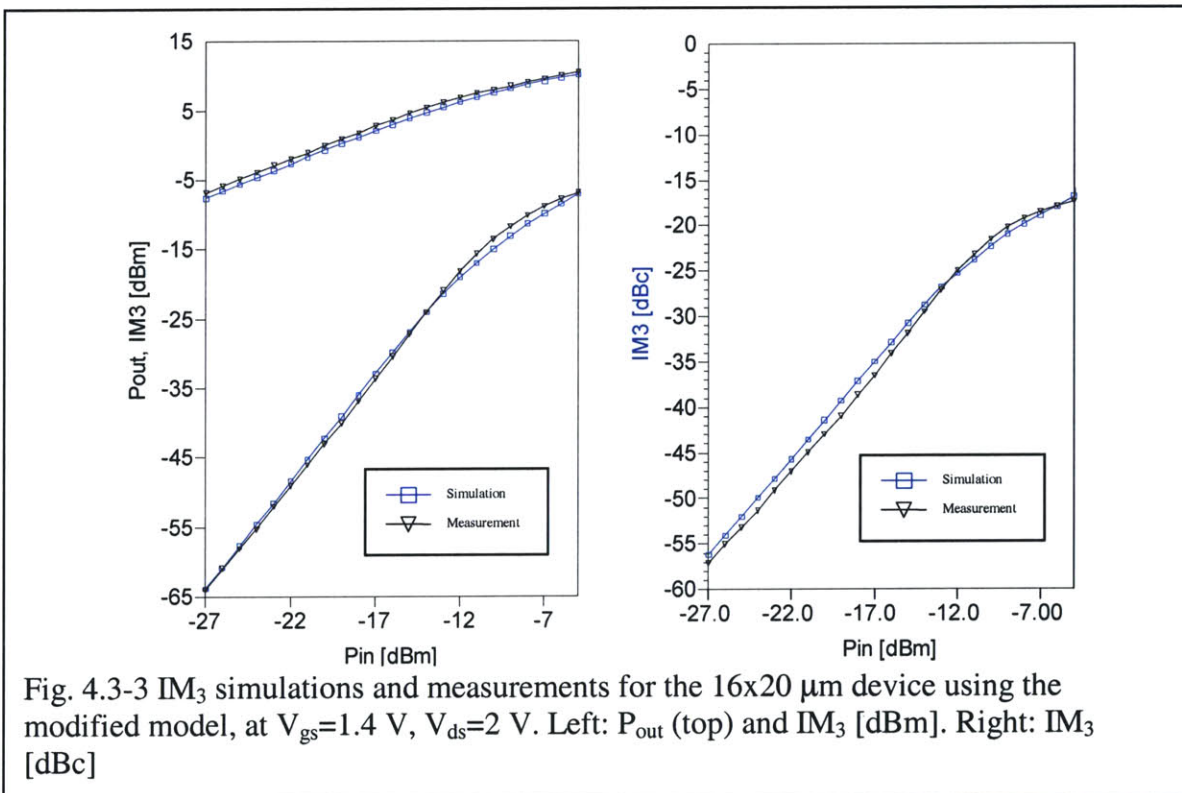 15
5
-5
-15
-25
-35
-45
-55
-65
Pout, IM3 [dBm]
Simulation
Measurement
-27
-22
-17
-12
-7
Pin [dBm]
0
-5
-10
-15
-20
-25
-30
-35
-40
-45
-50
-55
-60
IM3 [dBc]
Simulation
Measurement
-27.0
-22.0
-17.0
-12.0
-7.00
Pin [dBm]
Fig. 4.3-3 IM₃ simulations and measurements for the 16x20 μm device using the
modified model, at V_gs=1.4 V, V_ds=2 V. Left: P_out (top) and IM₃ [dBm]. Right: IM₃
[dBc]